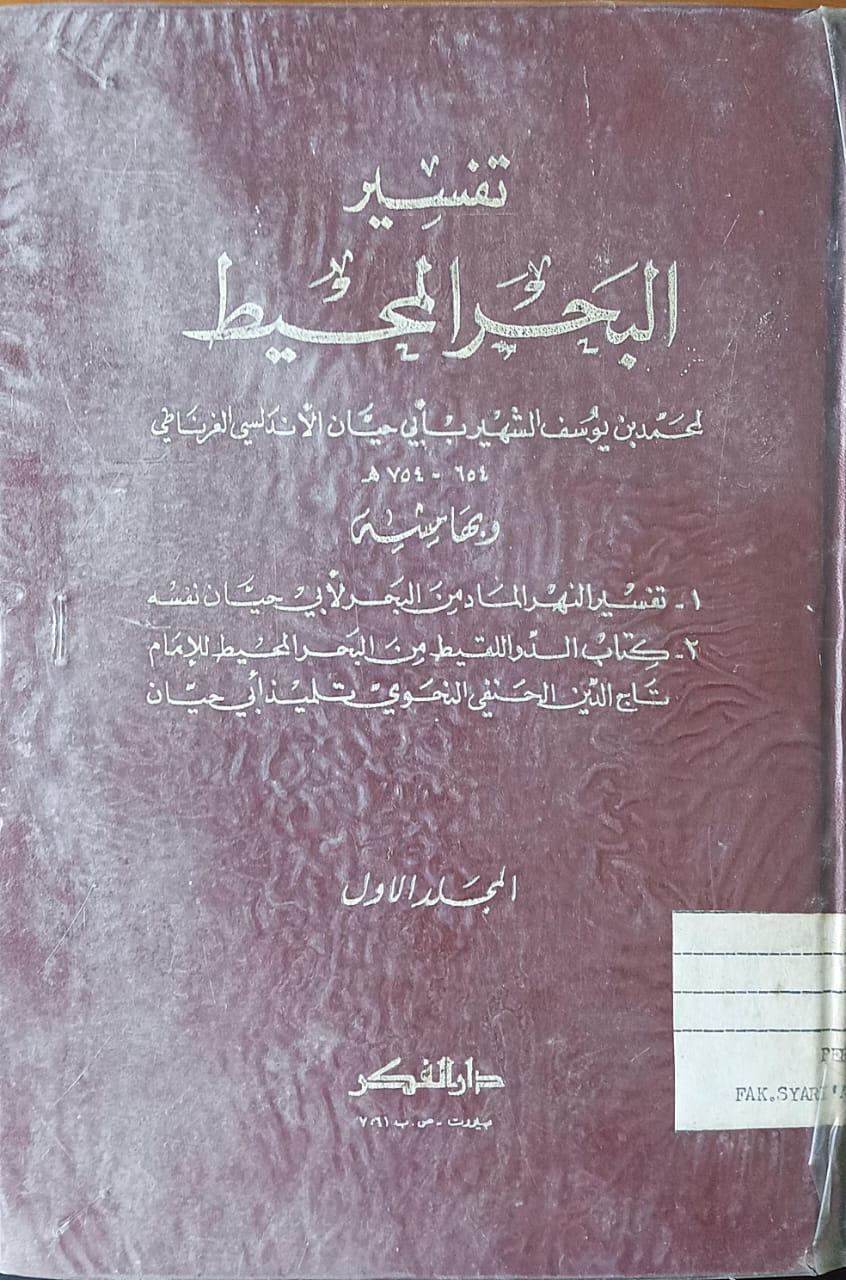 تفسير
البحر المحيط
لمحمد بن يوسف الشهير بأبي حيان الأندلسي الغرناطي
٦٥٤ - ٧٥٤ هـ
وبهامشه
١- تفسير النهر الماد من البحر لأبي حيان نفسه
٢- كتاب الدر اللقيط من البحر المحيط للإمام
تاج الدين الحنفي النحوي تلميذ أبي حيان
المجلد الاول
دار الفكر
بيروت - ص.ب ٧٠٦١
FAK.SYARI'A